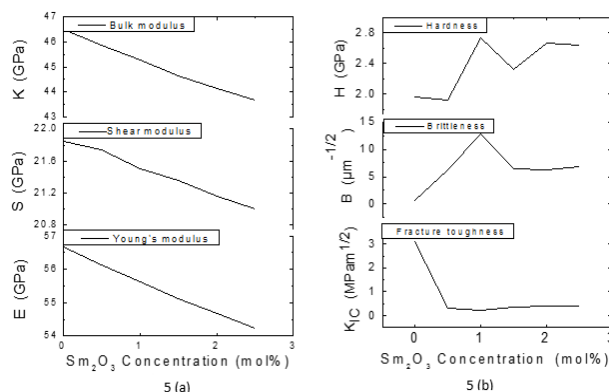 Bulk modulus
K (GPa)
47
46
45
44
43
Shear modulus
S (GPa)
22.0
21.6
21.2
20.8
Young's modulus
E (GPa)
56
55
54
0 1 2 3
Sm₂O₃ Concentration (mol%)
5 (a)
Hardness
H (GPa)
2.8
2.4
2.0
Brittleness
B (µm⁻¹/²)
15
10
5
0
Fracture toughness
K_IC (MPam1/2)
3
2
1
0
0 1 2 3
Sm₂O₃ Concentration (mol%)
5 (b)